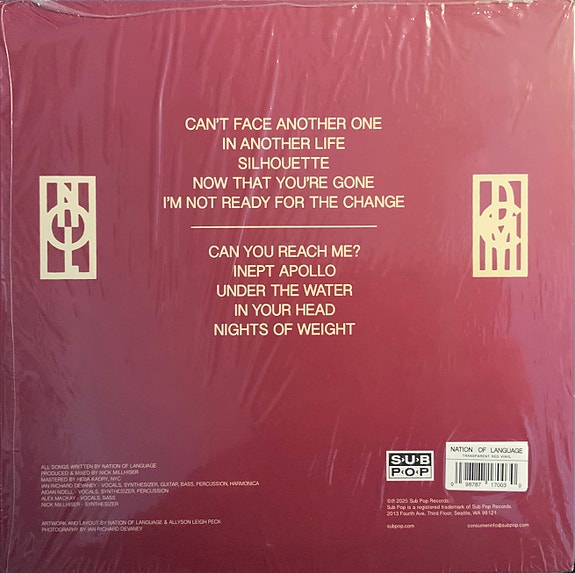 CAN'T FACE ANOTHER ONE
IN ANOTHER LIFE
SILHOUETTE
NOW THAT YOU'RE GONE
I'M NOT READY FOR THE CHANGE
CAN YOU REACH ME?
INEPT APOLLO
UNDER THE WATER
IN YOUR HEAD
NIGHTS OF WEIGHT
NOL
DCM
ALL SONGS WRITTEN BY NATION OF LANGUAGE
PRODUCED & MIXED BY NICK MILLHISER
MASTERED BY HEBA KADRY, NYC
IAN RICHARD DEVANEY - VOCALS, SYNTHESIZER, GUITAR, BASS, PERCUSSION, HARMONICA
AIDAN NOELL - VOCALS, SYNTHESIZER, PERCUSSION
ALEX MACKAY - VOCALS, BASS
NICK MILLHISER - SYNTHESIZER
ARTWORK AND LAYOUT BY NATION OF LANGUAGE & ALLYSON LEIGH PECK
PHOTOGRAPHY BY IAN RICHARD DEVANEY
SUB
POP
NATION OF LANGUAGE
TRANSPARENT RED VINYL
0 98787 17003
©℗ 2025 Sub Pop Records.
Sub Pop is a registered trademark of Sub Pop Records.
2013 Fourth Ave, Third Floor, Seattle, WA 98121
subpop.com
consumerinfo@subpop.com